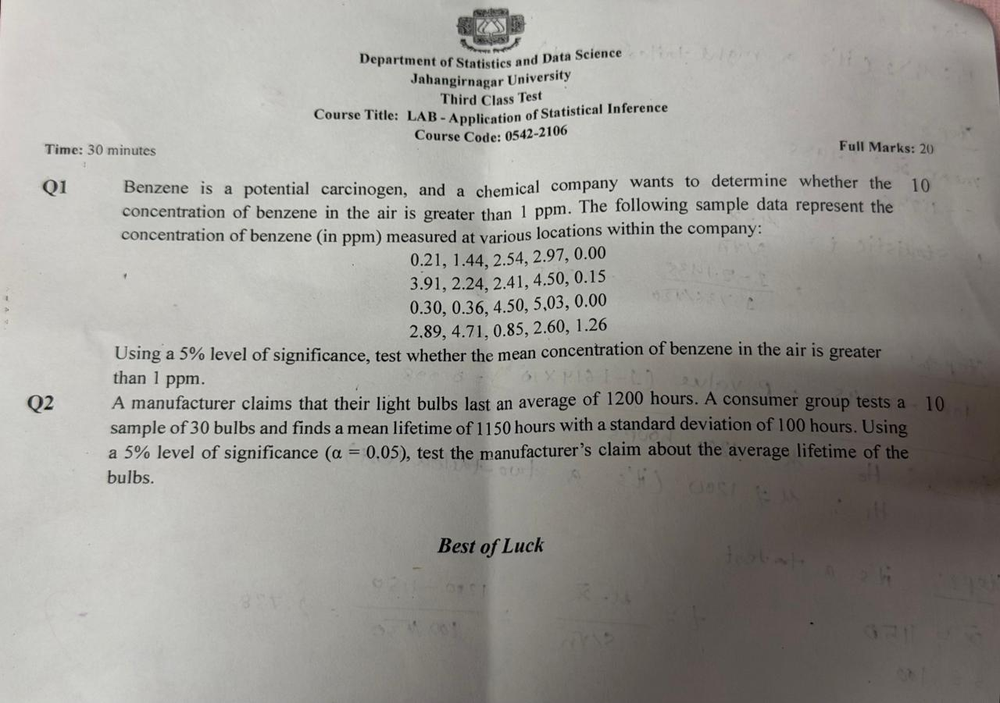 Department of Statistics and Data Science
Jahangirnagar University
Third Class Test
Course Title: LAB - Application of Statistical Inference
Course Code: 0542-2106
Time: 30 minutes Full Marks: 20
Q1 Benzene is a potential carcinogen, and a chemical company wants to determine whether the 10
concentration of benzene in the air is greater than 1 ppm. The following sample data represent the
concentration of benzene (in ppm) measured at various locations within the company:
0.21, 1.44, 2.54, 2.97, 0.00
3.91, 2.24, 2.41, 4.50, 0.15
0.30, 0.36, 4.50, 5,03, 0.00
2.89, 4.71, 0.85, 2.60, 1.26
Using a 5% level of significance, test whether the mean concentration of benzene in the air is greater
than 1 ppm.
Q2 A manufacturer claims that their light bulbs last an average of 1200 hours. A consumer group tests a 10
sample of 30 bulbs and finds a mean lifetime of 1150 hours with a standard deviation of 100 hours. Using
a 5% level of significance (α = 0.05), test the manufacturer's claim about the average lifetime of the
bulbs.
Best of Luck